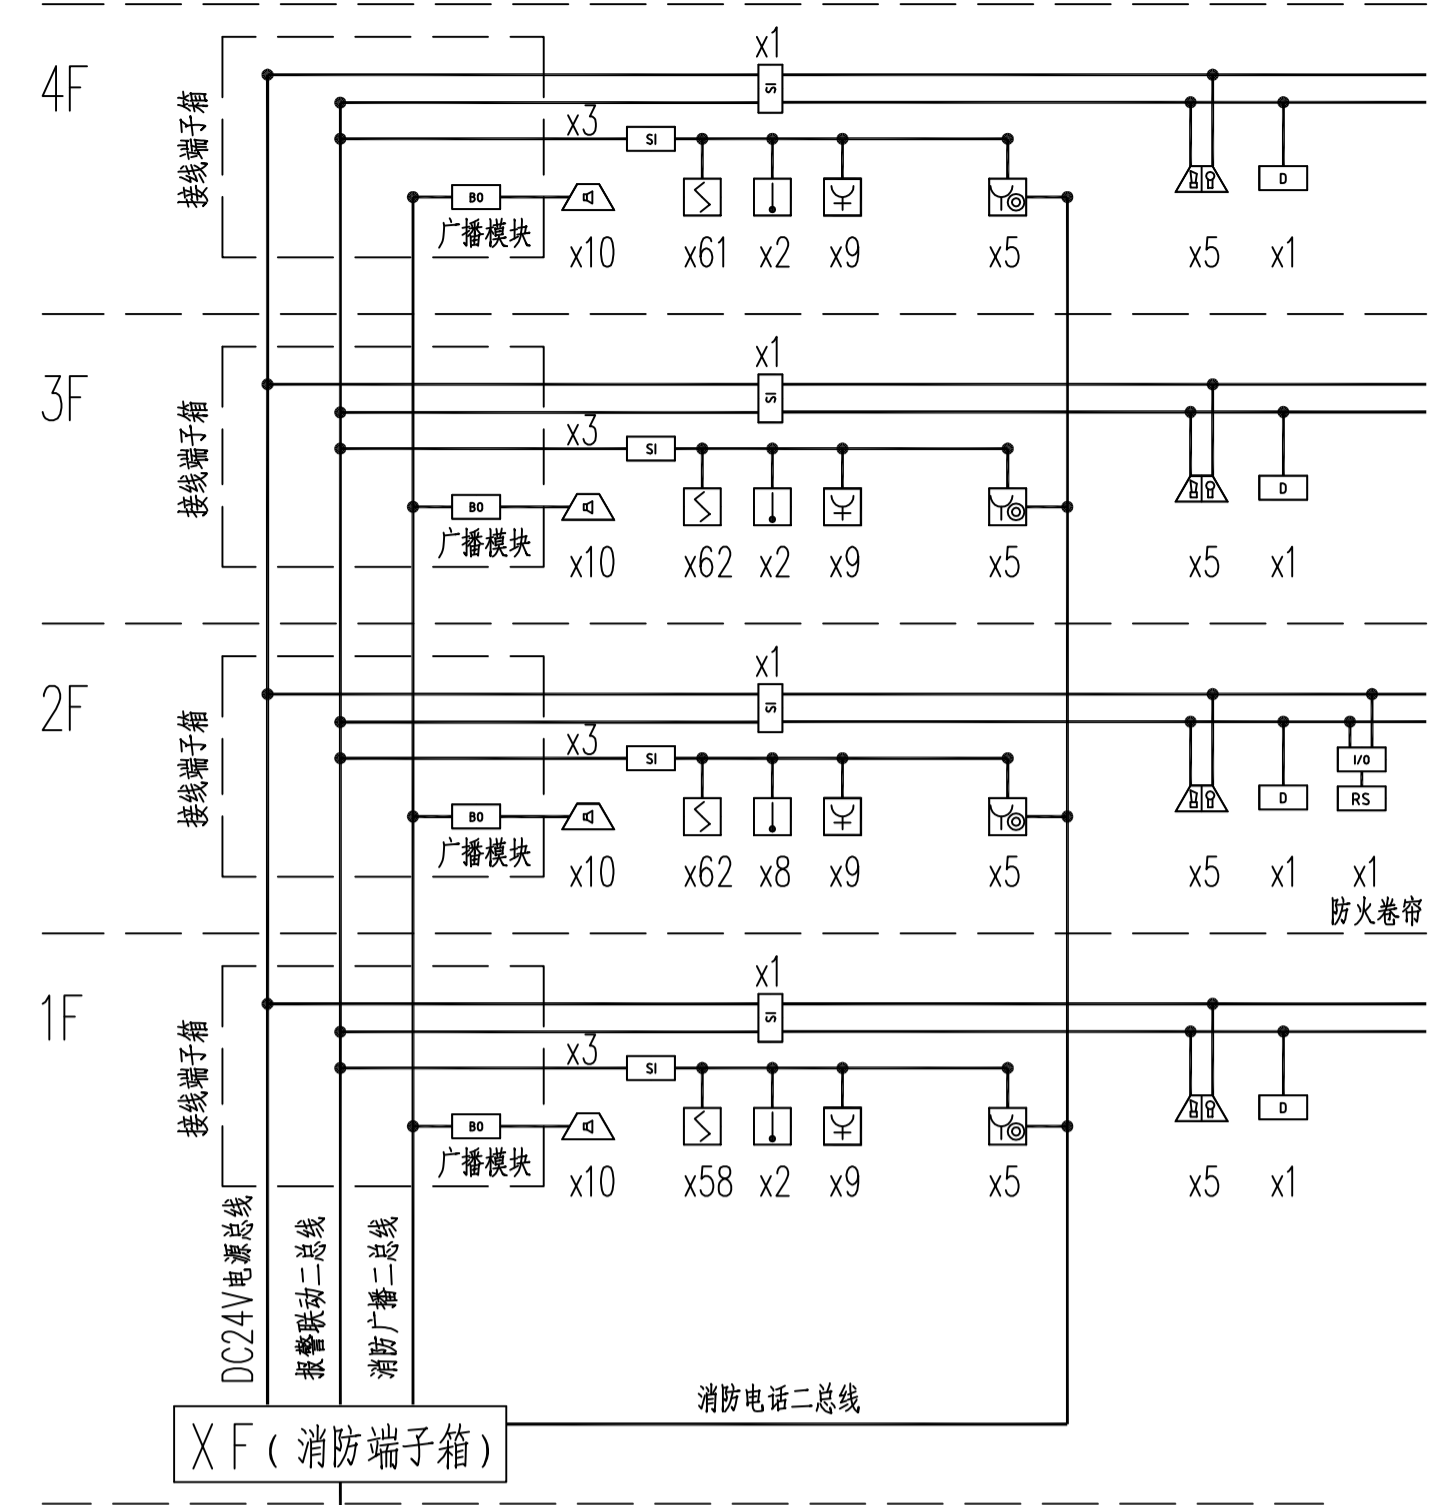 4F
接线端子箱
x1
SI
x3
SI
BO
广播模块
x10
x61
x2
x9
x5
x5
D
x1
3F
接线端子箱
x1
SI
x3
SI
BO
广播模块
x10
x62
x2
x9
x5
x5
D
x1
2F
接线端子箱
x1
SI
x3
SI
BO
广播模块
x10
x62
x8
x9
x5
x5
D
x1
I/O
RS
x1
防火卷帘
1F
接线端子箱
x1
SI
x3
SI
BO
广播模块
x10
x58
x2
x9
x5
x5
D
x1
DC24V电源总线
报警联动二总线
消防广播二总线
消防电话二总线
XF(消防端子箱)